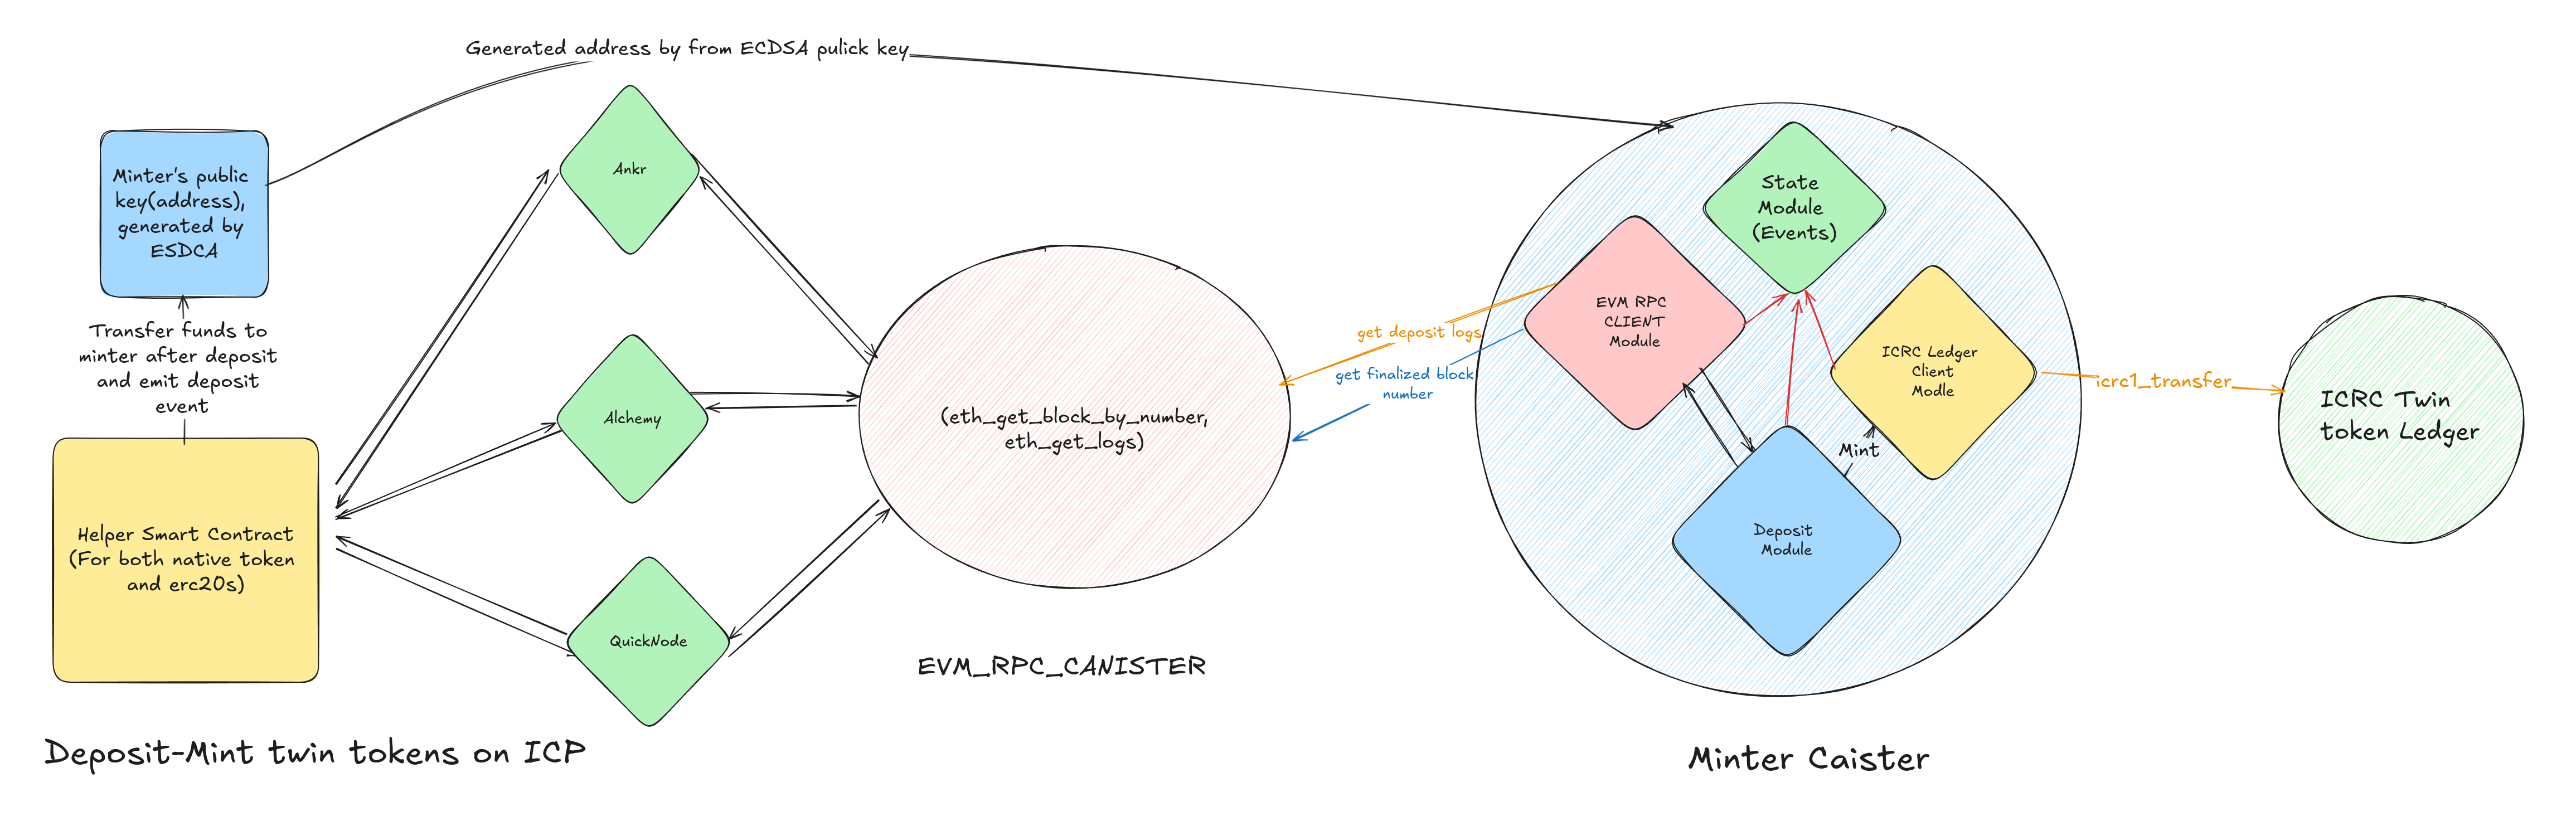 Generated address by from ECDSA pulick key
Minter's public
key(address),
generated by
ESDCA
Transfer funds to
minter after deposit
and emit deposit
event
Helper Smart Contract
(For both native token
and erc20s)
Ankr
Alchemy
QuickNode
(eth_get_block_by_number,
eth_get_logs)
EVM_RPC_CANISTER
get deposit logs
get finalized block
number
State
Module
(Events)
EVM RPC
CLIENT
Module
ICRC Ledger
Client
Modle
Mint
Deposit
Module
icrc1_transfer
ICRC Twin
token Ledger
Deposit-Mint twin tokens on ICP
Minter Caister